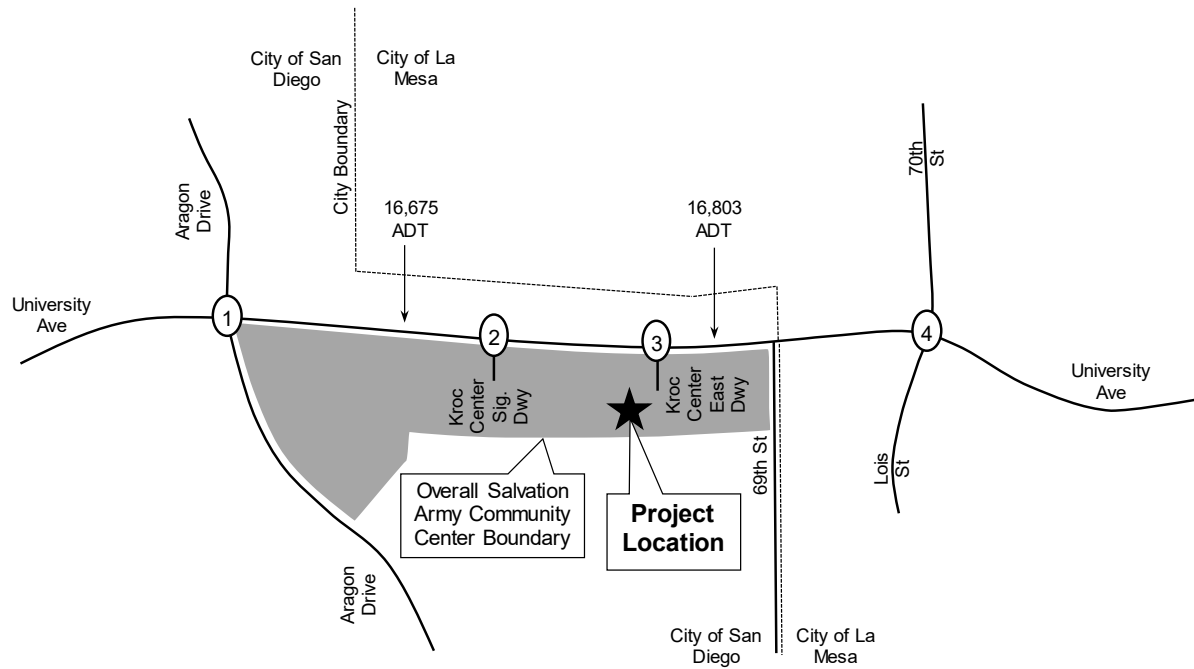 City of San
Diego
City of La
Mesa
City Boundary
70th
St
Aragon
Drive
16,675
ADT
16,803
ADT
University
Ave
1
2
3
4
Kroc
Center
Sig.
Dwy
Kroc
Center
East
Dwy
University
Ave
69th St
Lois
St
Overall Salvation
Army Community
Center Boundary
Project
Location
Aragon
Drive
City of San
Diego
City of La
Mesa